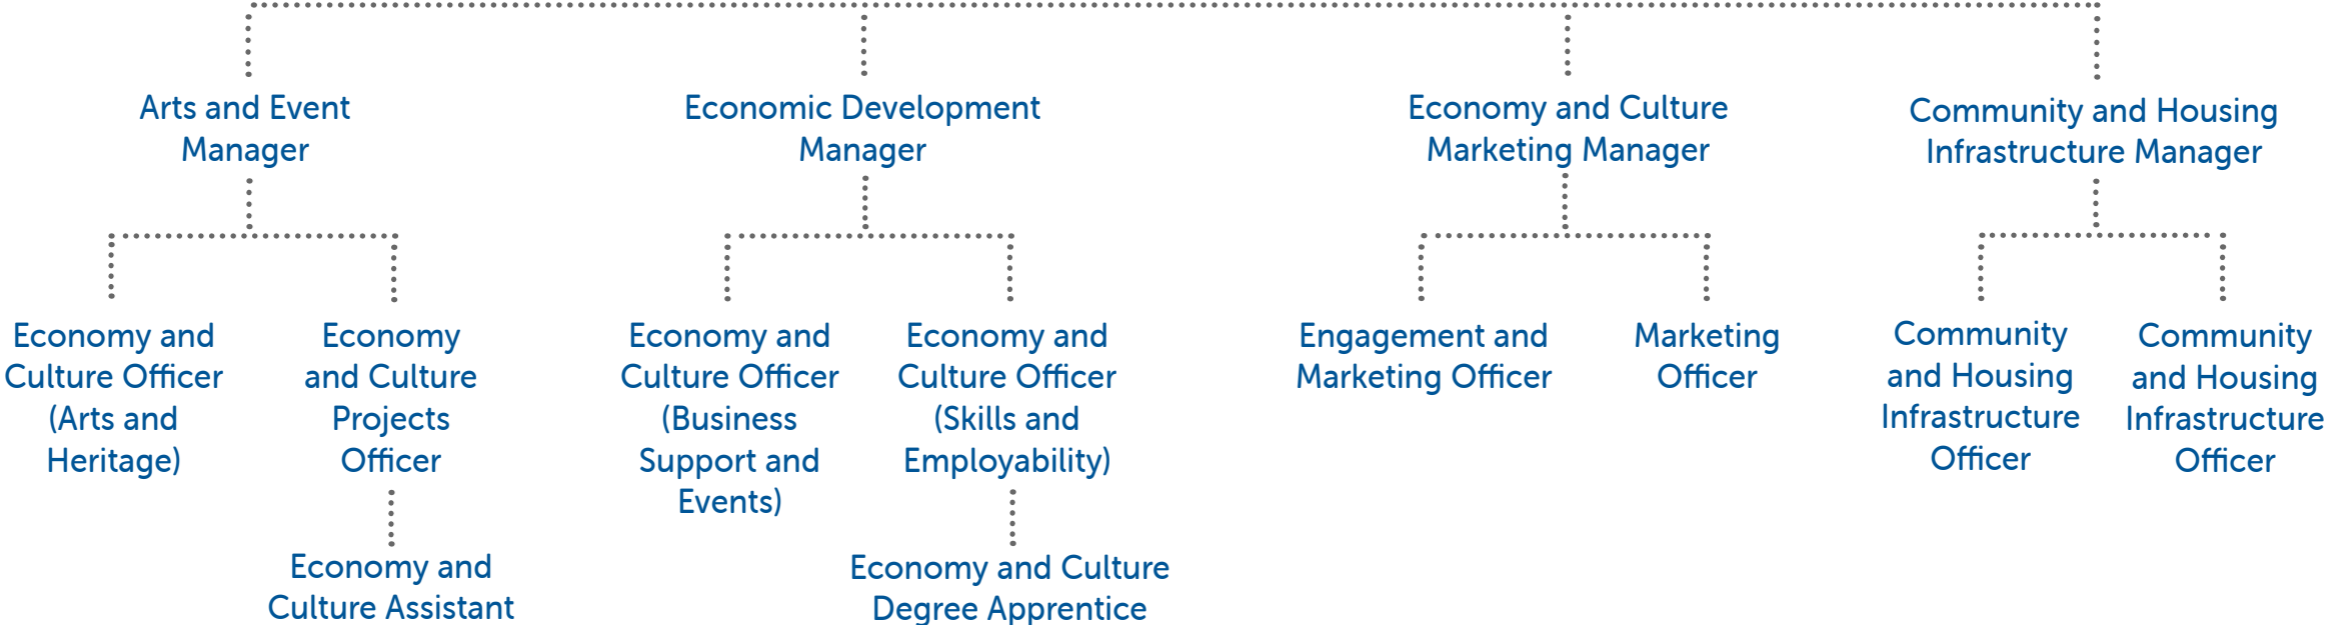 Arts and Event
Manager
Economic Development
Manager
Economy and Culture
Marketing Manager
Community and Housing
Infrastructure Manager
Economy and
Culture Officer
(Arts and
Heritage)
Economy
and Culture
Projects
Officer
Economy and
Culture Officer
(Business
Support and
Events)
Economy and
Culture Officer
(Skills and
Employability)
Engagement and
Marketing Officer
Marketing
Officer
Community
and Housing
Infrastructure
Officer
Community
and Housing
Infrastructure
Officer
Economy and
Culture Assistant
Economy and Culture
Degree Apprentice